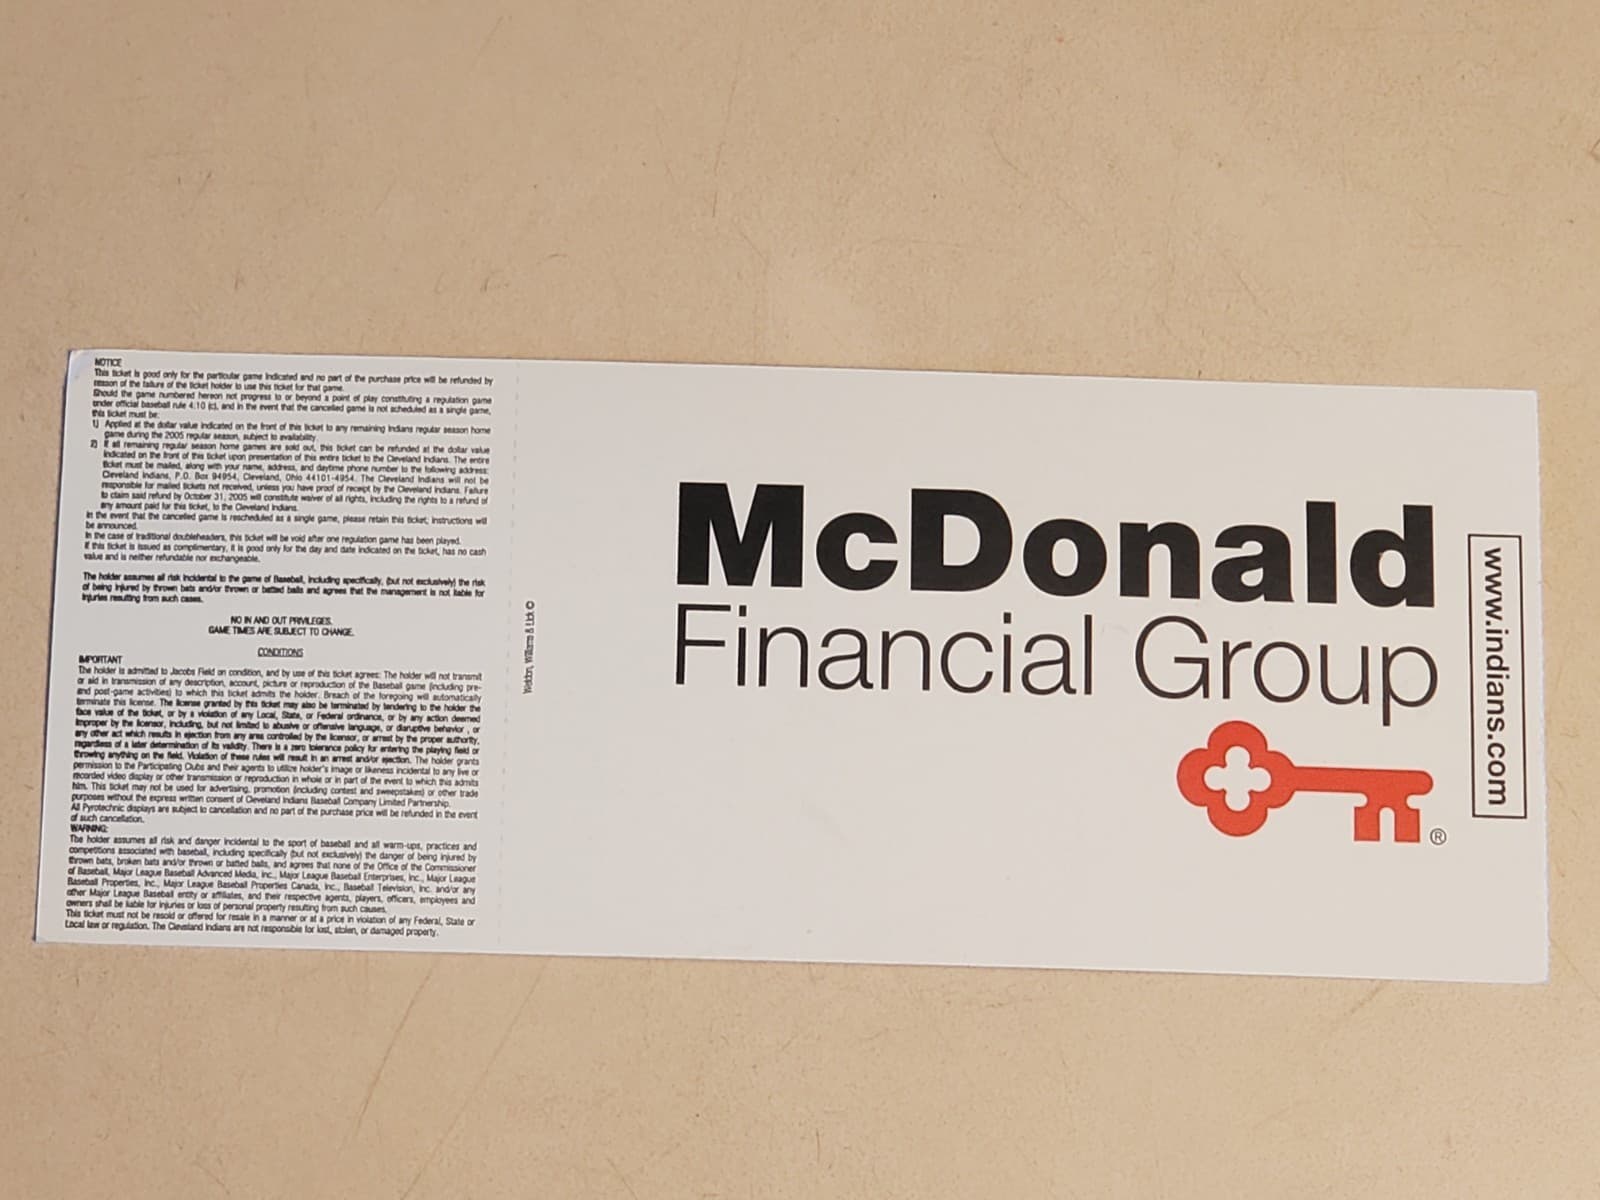 NOTICE
This ticket is good only for the particular game indicated and no part of the purchase price will be refunded by
reason of the failure of the ticket holder to use this ticket for that game.
Should the game numbered hereon not progress to or beyond a point of play constituting a regulation game
under official baseball rule 4:10 (c), and in the event that the cancelled game is not scheduled as a single game,
this ticket must be:
1) Applied at the dollar value indicated on the front of this ticket to any remaining Indians regular season home
game during the 2005 regular season, subject to availability.
2) If all remaining regular season home games are sold out, this ticket can be refunded at the dollar value
indicated on the front of this ticket upon presentation of this entire ticket to the Cleveland Indians. The entire
ticket must be mailed, along with your name, address, and daytime phone number to the following address:
Cleveland Indians, P.O. Box 94954, Cleveland, Ohio 44101-4954. The Cleveland Indians will not be
responsible for mailed tickets not received, unless you have proof of receipt by the Cleveland Indians. Failure
to claim said refund by October 31, 2005 will constitute waiver of all rights, including the rights to a refund of
any amount paid for this ticket, to the Cleveland Indians.
In the event that the cancelled game is rescheduled as a single game, please retain this ticket; instructions will
be announced.
In the case of traditional doubleheaders, this ticket will be void after one regulation game has been played.
If this ticket is issued as complimentary, it is good only for the day and date indicated on the ticket, has no cash
value and is neither refundable nor exchangeable.
The holder assumes all risk incidental to the game of Baseball, including specifically, (but not exclusively) the risk
of being injured by thrown bats and/or thrown or batted balls and agrees that the management is not liable for
injuries resulting from such cases.
NO IN AND OUT PRIVILEGES.
GAME TIMES ARE SUBJECT TO CHANGE.
CONDITIONS
IMPORTANT
The holder is admitted to Jacobs Field on condition, and by use of this ticket agrees: The holder will not transmit
or aid in transmission of any description, account, picture or reproduction of the Baseball game (including pre-
and post-game activities) to which this ticket admits the holder. Breach of the foregoing will automatically
terminate this license. The license granted by this ticket may also be terminated by tendering to the holder the
face value of the ticket, or by a violation of any Local, State, or Federal ordinance, or by any action deemed
improper by the licensor, including, but not limited to abusive or offensive language, or disruptive behavior , or
any other act which results in ejection from any area controlled by the licensor, or arrest by the proper authority,
regardless of a later determination of its validity. There is a zero tolerance policy for entering the playing field or
throwing anything on the field. Violation of these rules will result in an arrest and/or ejection. The holder grants
permission to the Participating Clubs and their agents to utilize holder's image or likeness incidental to any live or
recorded video display or other transmission or reproduction in whole or in part of the event to which this admits
him. This ticket may not be used for advertising, promotion (including contest and sweepstakes) or other trade
purposes without the express written consent of Cleveland Indians Baseball Company Limited Partnership.
All Pyrotechnic displays are subject to cancellation and no part of the purchase price will be refunded in the event
of such cancellation.
WARNING:
The holder assumes all risk and danger incidental to the sport of baseball and all warm-ups, practices and
competitions associated with baseball, including specifically (but not exclusively) the danger of being injured by
thrown bats, broken bats and/or thrown or batted balls, and agrees that none of the Office of the Commissioner
of Baseball, Major League Baseball Advanced Media, Inc., Major League Baseball Enterprises, Inc., Major League
Baseball Properties, Inc., Major League Baseball Properties Canada, Inc., Baseball Television, Inc. and/or any
other Major League Baseball entity or affiliates, and their respective agents, players, officers, employees and
owners shall be liable for injuries or loss of personal property resulting from such causes.
This ticket must not be resold or offered for resale in a manner or at a price in violation of any Federal, State or
Local law or regulation. The Cleveland Indians are not responsible for lost, stolen, or damaged property.
Weldon, Williams & Lick ©
McDonald
Financial Group
®
www.indians.com